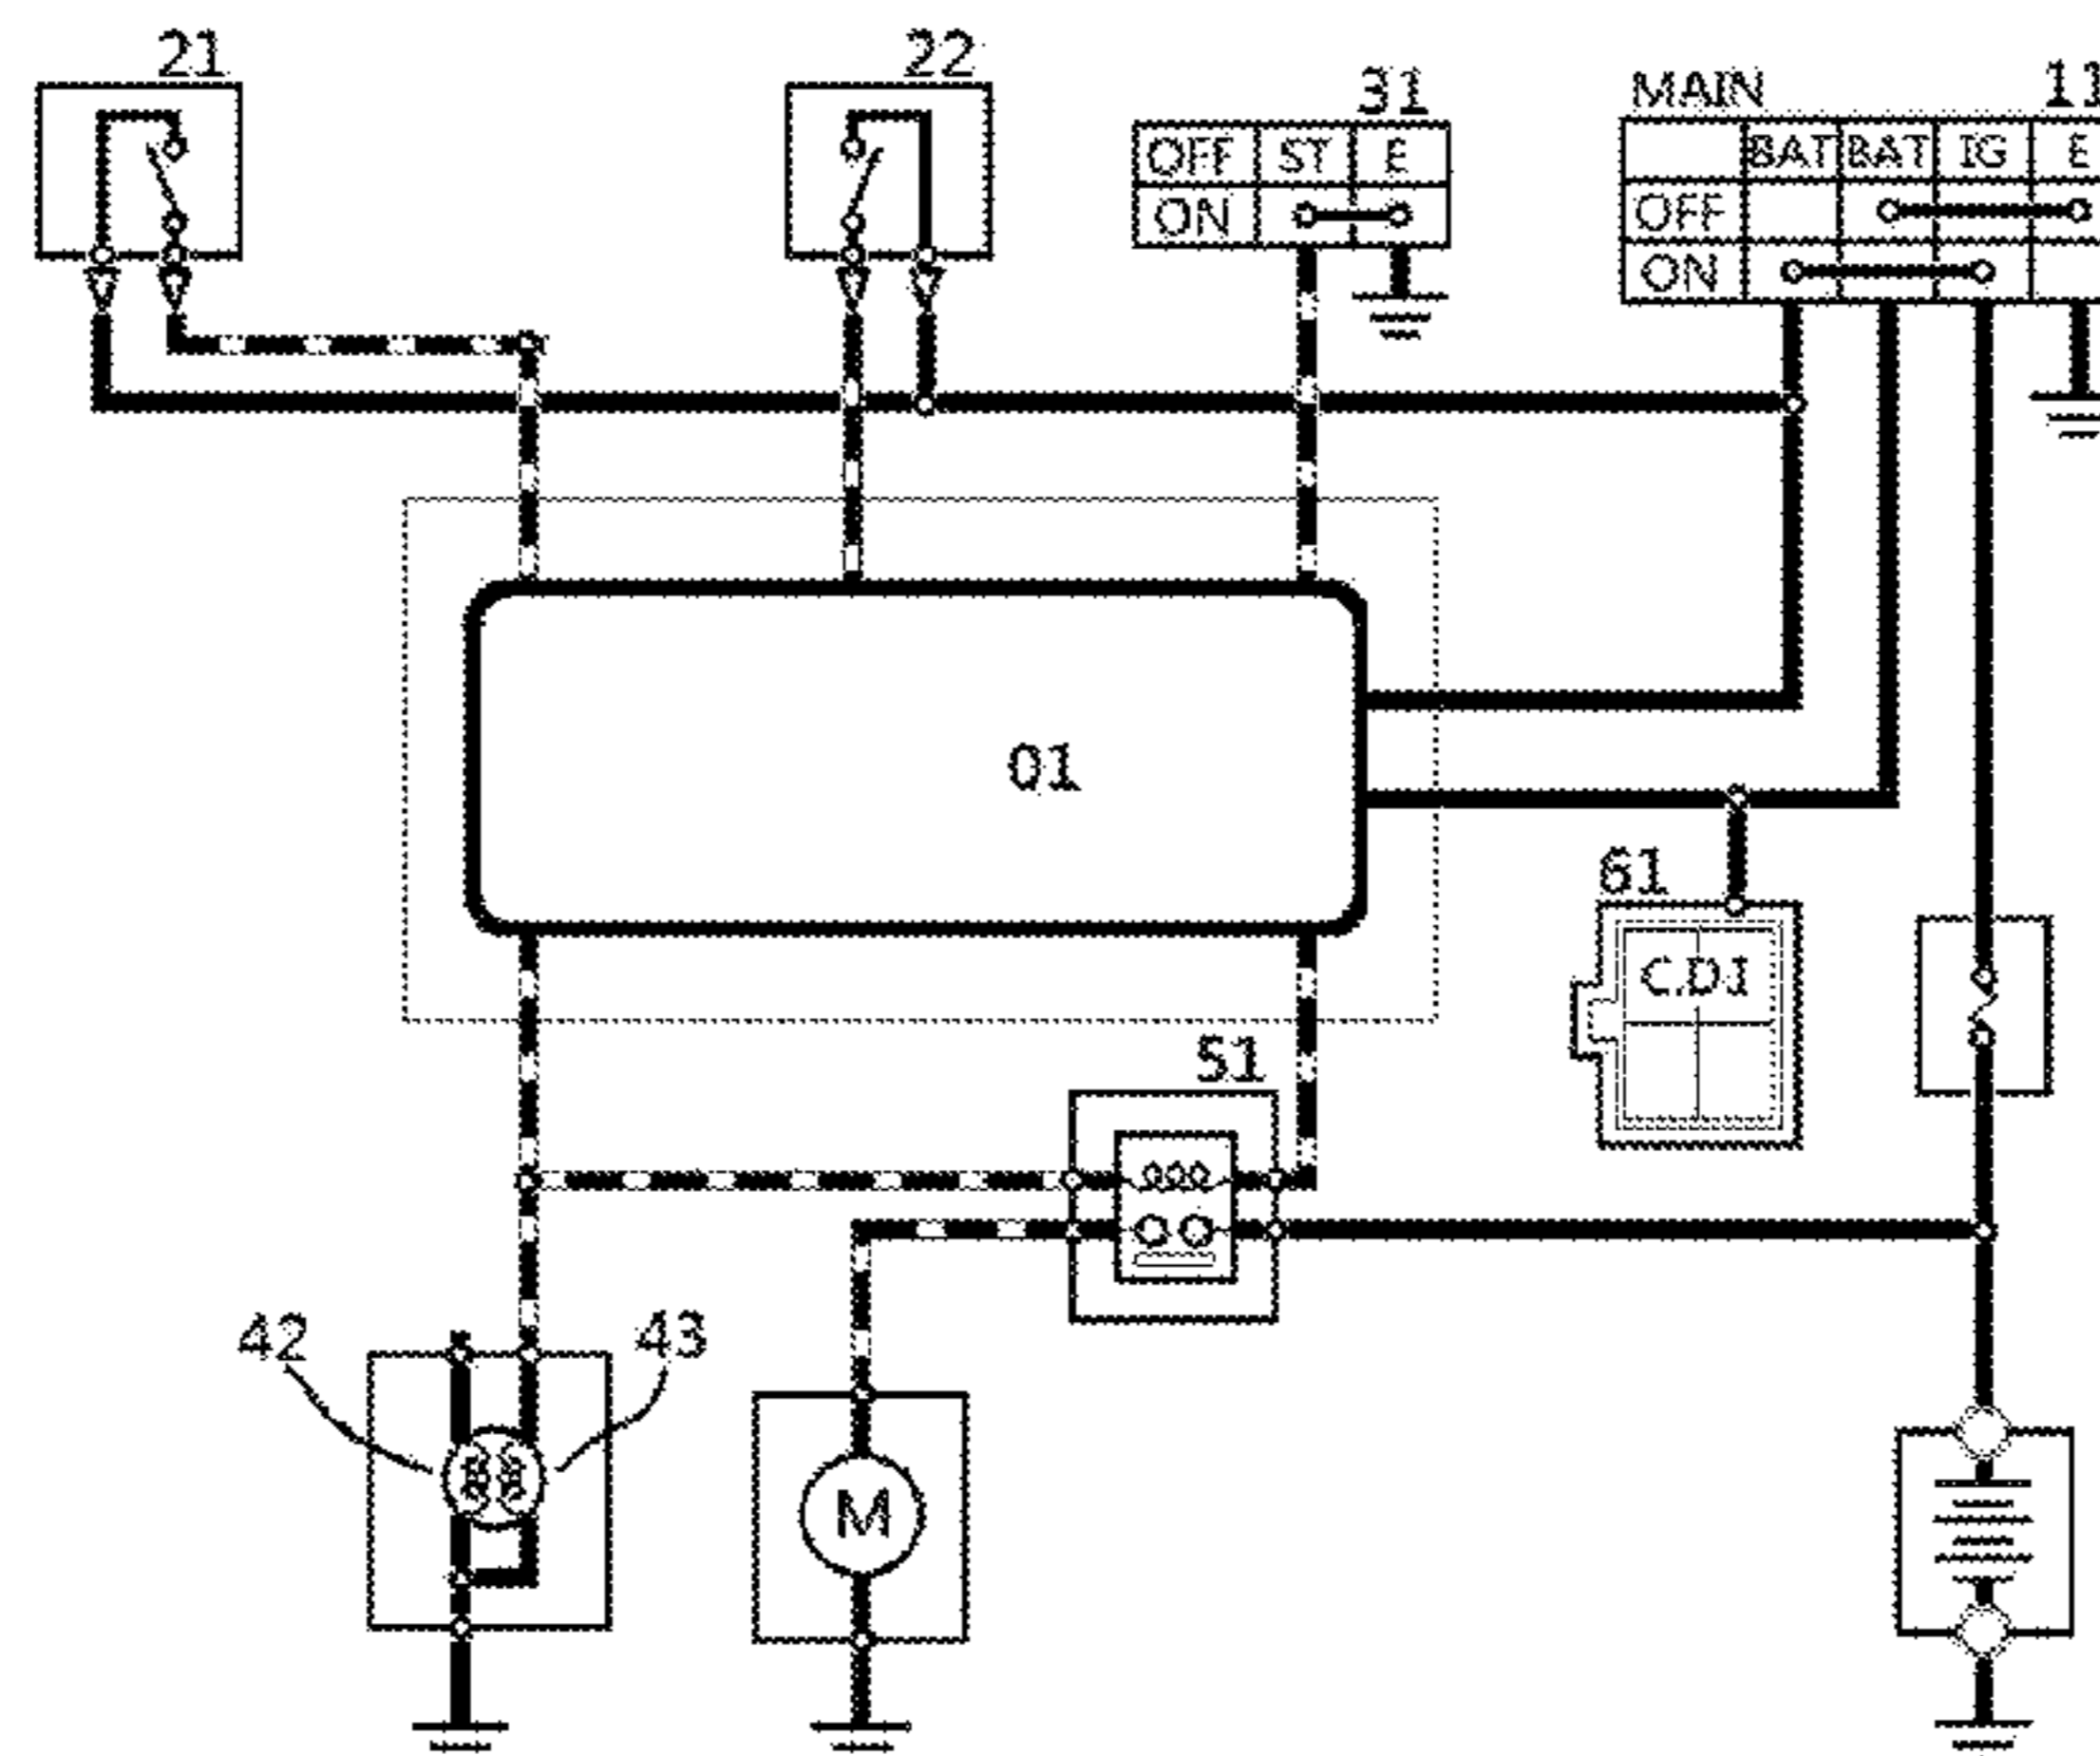 21
22
31
MAIN
11
OFF ST E
ON
BAT BAT IG E
OFF
ON
01
61
C.D.I
51
42
43
M